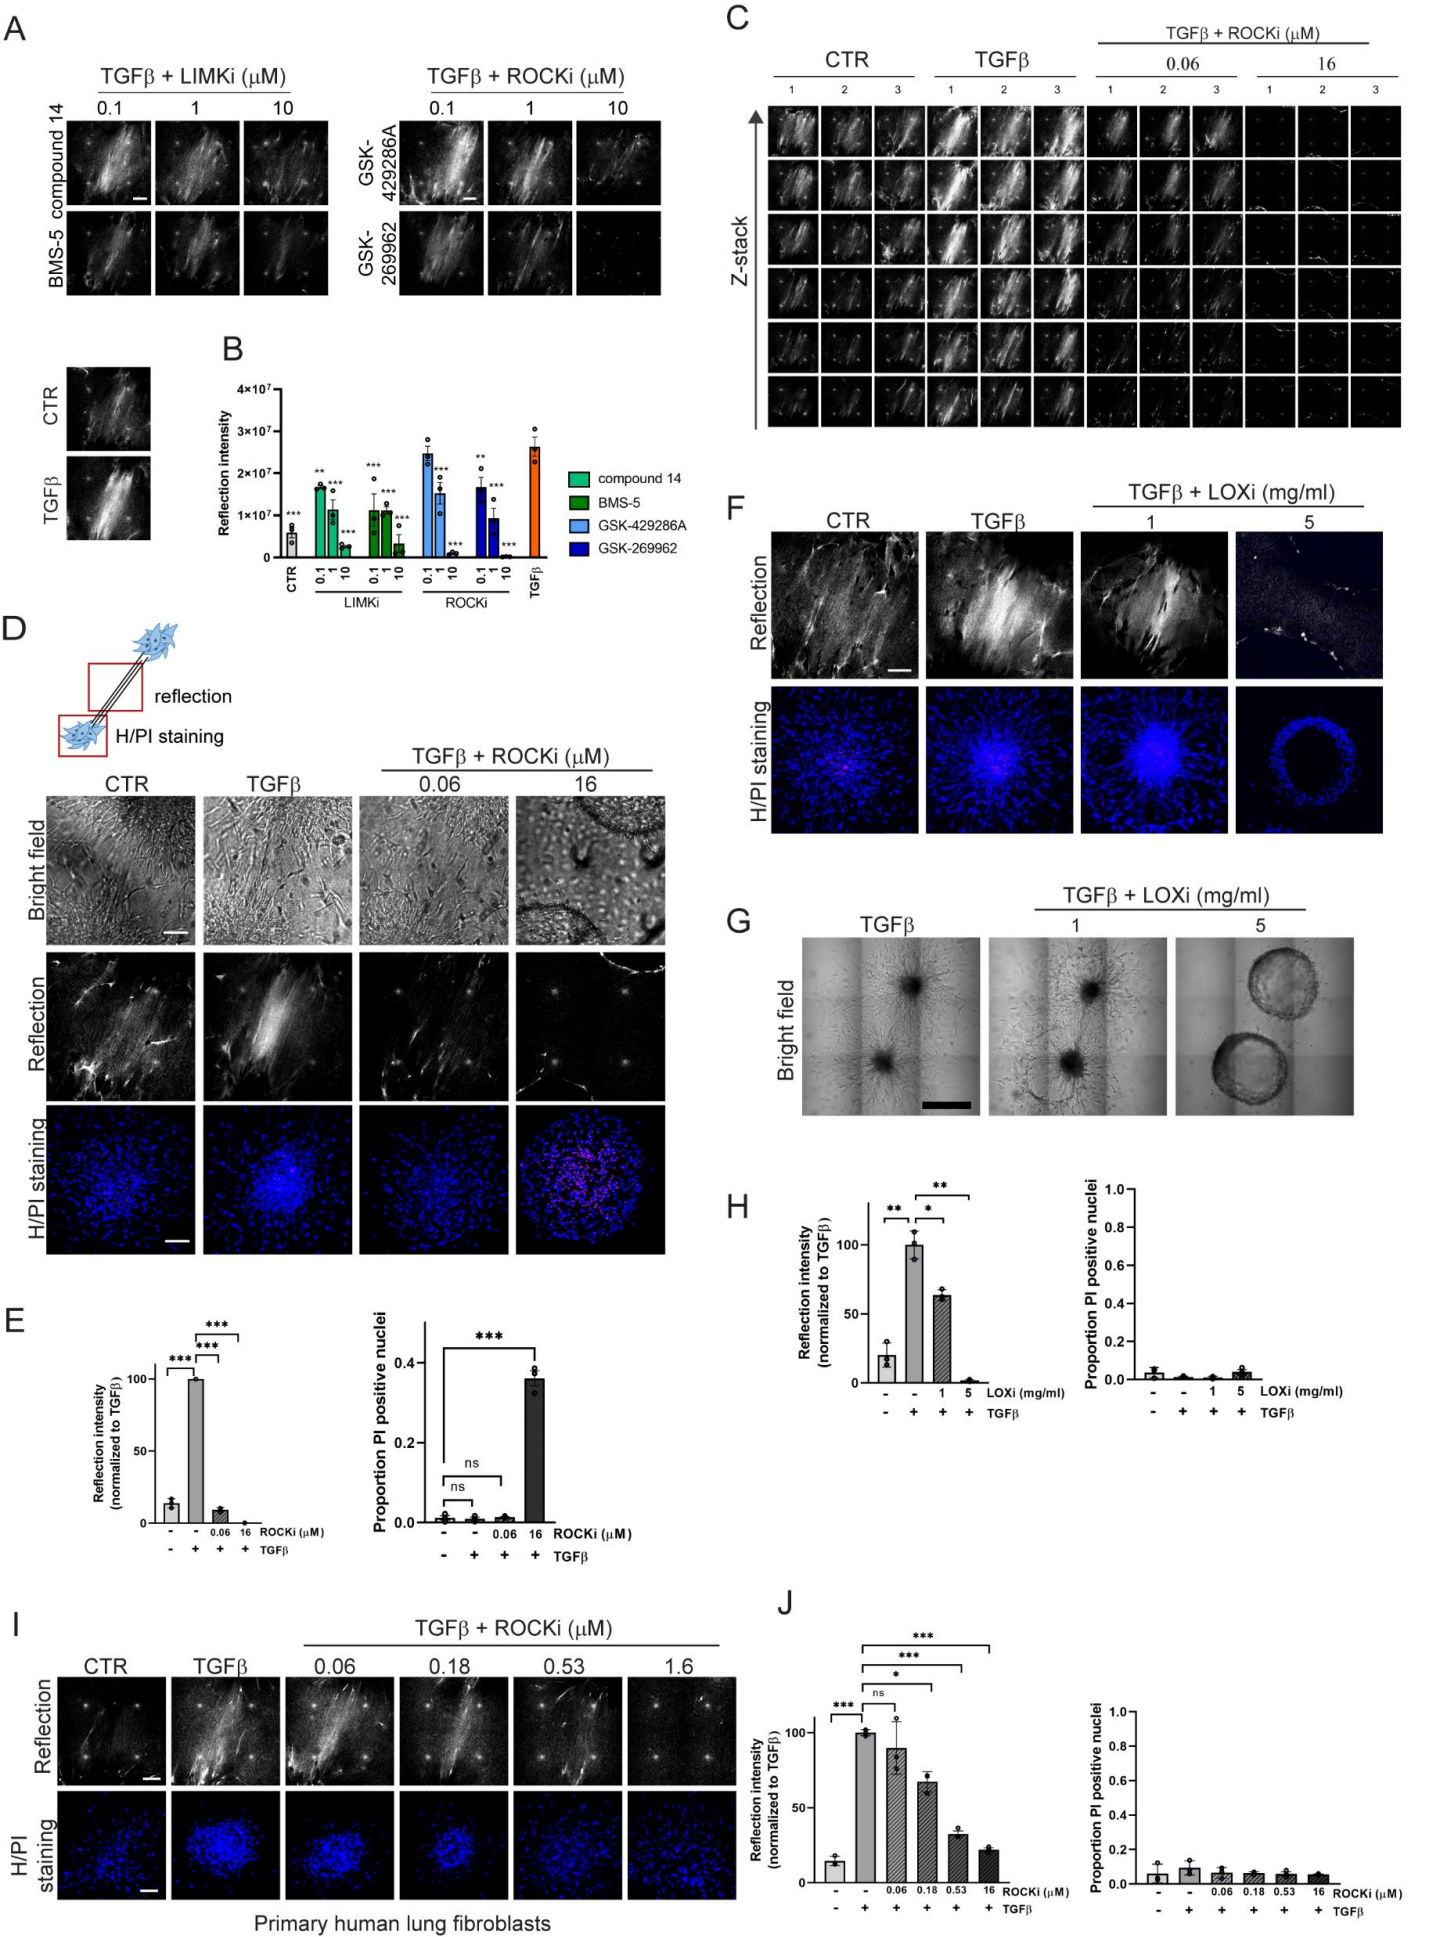 A
TGFβ + LIMKi (μM)
0.1 1 10
compound 14
BMS-5
TGFβ + ROCKi (μM)
0.1 1 10
GSK-
429286A
GSK-
269962
CTR
TGFβ
B
Reflection intensity
4×10⁷
3×10⁷
2×10⁷
1×10⁷
0
*** ** *** *** *** *** *** *** *** ** *** ***
CTR 0.1 1 10 0.1 1 10 0.1 1 10 0.1 1 10 TGFβ
LIMKi ROCKi
compound 14
BMS-5
GSK-429286A
GSK-269962
C
TGFβ + ROCKi (μM)
CTR TGFβ 0.06 16
1 2 3 1 2 3 1 2 3 1 2 3
Z-stack
D
reflection
H/PI staining
TGFβ + ROCKi (μM)
CTR TGFβ 0.06 16
Bright field
Reflection
H/PI staining
E
Reflection intensity
(normalized to TGFβ)
100
50
0
*** *** ***
- - 0.06 16 ROCKi (μM)
- + + + TGFβ
Proportion PI positive nuclei
0.4
0.2
0.0
***
ns
ns
- - 0.06 16 ROCKi (μM)
- + + + TGFβ
F
TGFβ + LOXi (mg/ml)
CTR TGFβ 1 5
Reflection
H/PI staining
G
TGFβ + LOXi (mg/ml)
TGFβ 1 5
Bright field
H
Reflection intensity
(normalized to TGFβ)
100
50
0
** * **
- - 1 5 LOXi (mg/ml)
- + + + TGFβ
Proportion PI positive nuclei
1.0
0.8
0.6
0.4
0.2
0.0
- - 1 5 LOXi (mg/ml)
- + + + TGFβ
I
TGFβ + ROCKi (μM)
CTR TGFβ 0.06 0.18 0.53 1.6
Reflection
H/PI
staining
Primary human lung fibroblasts
J
Reflection intensity
(normalized to TGFβ)
100
50
0
***
***
*
ns
***
- - 0.06 0.18 0.53 16 ROCKi (μM)
- + + + + + TGFβ
Proportion PI positive nuclei
1.0
0.8
0.6
0.4
0.2
0.0
- - 0.06 0.18 0.53 16 ROCKi (μM)
- + + + + + TGFβ